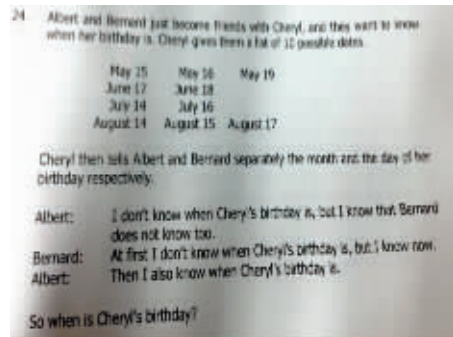 24 Albert and Bernard just become friends with Cheryl, and they want to know
when her birthday is. Cheryl gives them a list of 10 possible dates.
May 15 May 16 May 19
June 17 June 18
July 14 July 16
August 14 August 15 August 17
Cheryl then tells Albert and Bernard separately the month and the day of her
birthday respectively.
Albert: I don't know when Cheryl's birthday is, but I know that Bernard
does not know too.
Bernard: At first I don't know when Cheryl's birthday is, but I know now.
Albert: Then I also know when Cheryl's birthday is.
So when is Cheryl's birthday?